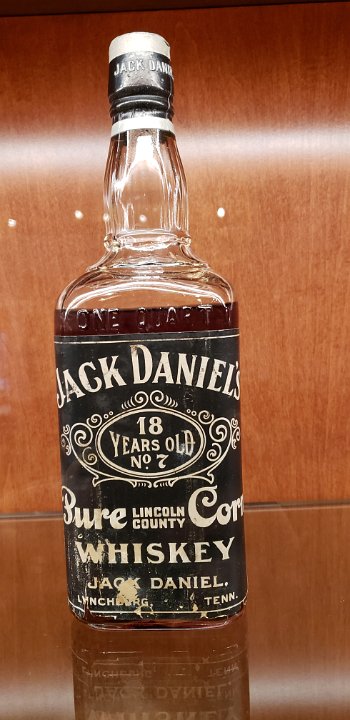 JACK DANIE
ONE QUART
JACK DANIEL'S
18
YEARS OLD
No. 7
Pure LINCOLN COUNTY Corn
WHISKEY
JACK DANIEL.
LYNCHBURG, TENN.